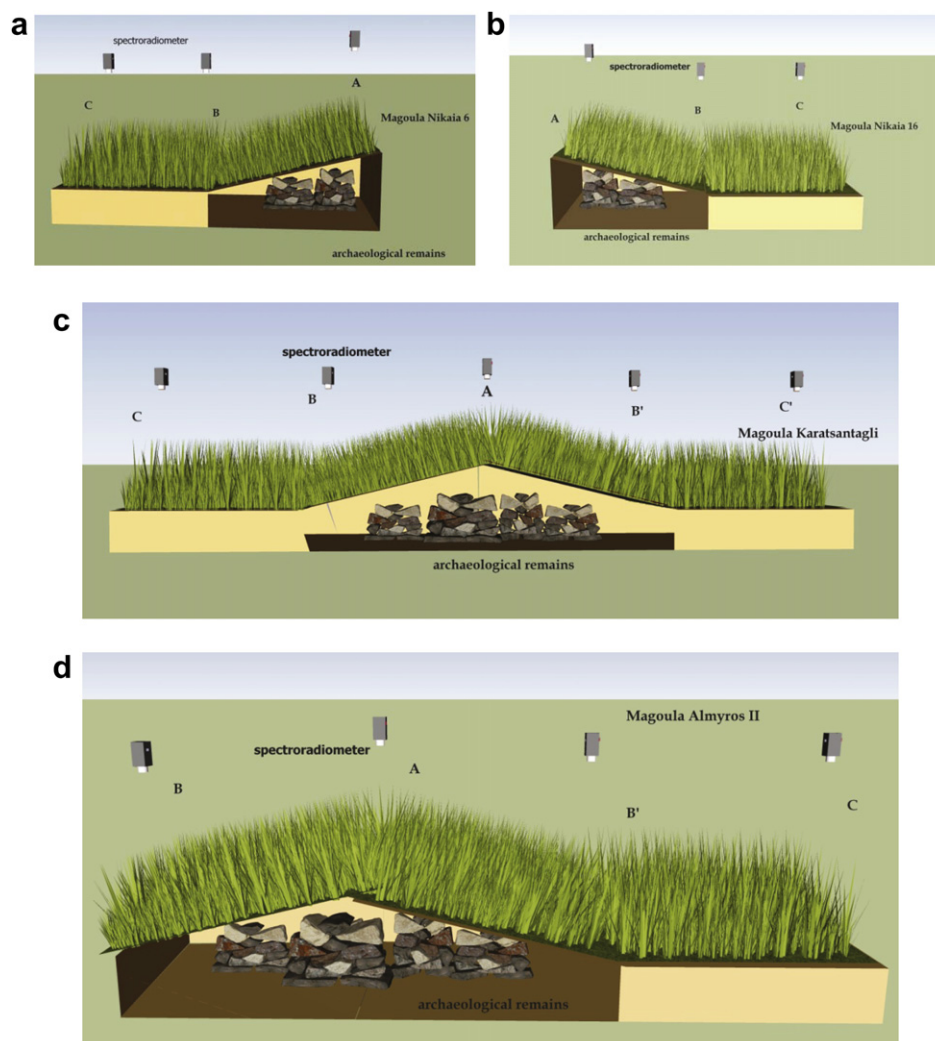 a
spectroradiometer
A
C
B
Magoula Nikaia 6
archaeological remains
b
spectroradiometer
A
B
C
Magoula Nikaia 16
archaeological remains
c
spectroradiometer
C
B
A
B'
C'
Magoula Karatsantagli
archaeological remains
d
Magoula Almyros II
spectroradiometer
A
B
B'
C
archaeological remains